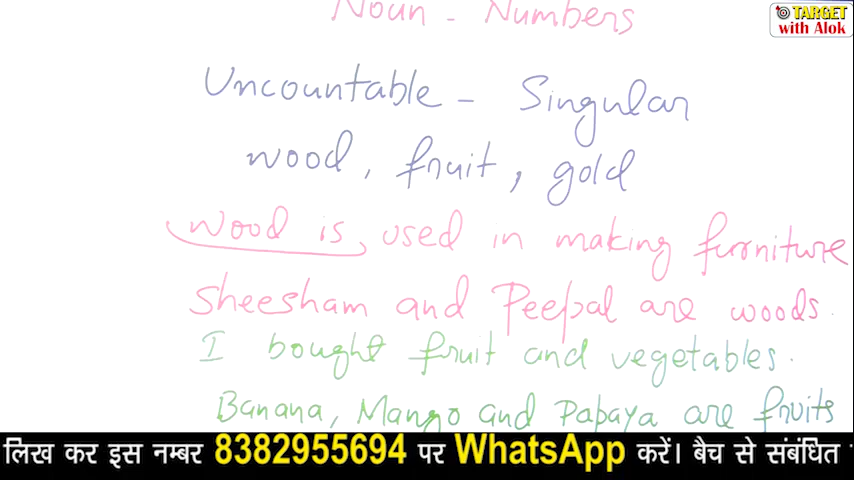 TARGET
with Alok
Noun - Numbers
Uncountable - Singular
wood, fruit, gold
wood is, used in making furniture
Sheesham and Peepal are woods.
I bought fruit and vegetables.
Banana, Mango and Papaya are fruits
लिख कर इस नम्बर 8382955694 पर WhatsApp करें। बैच से संबंधित